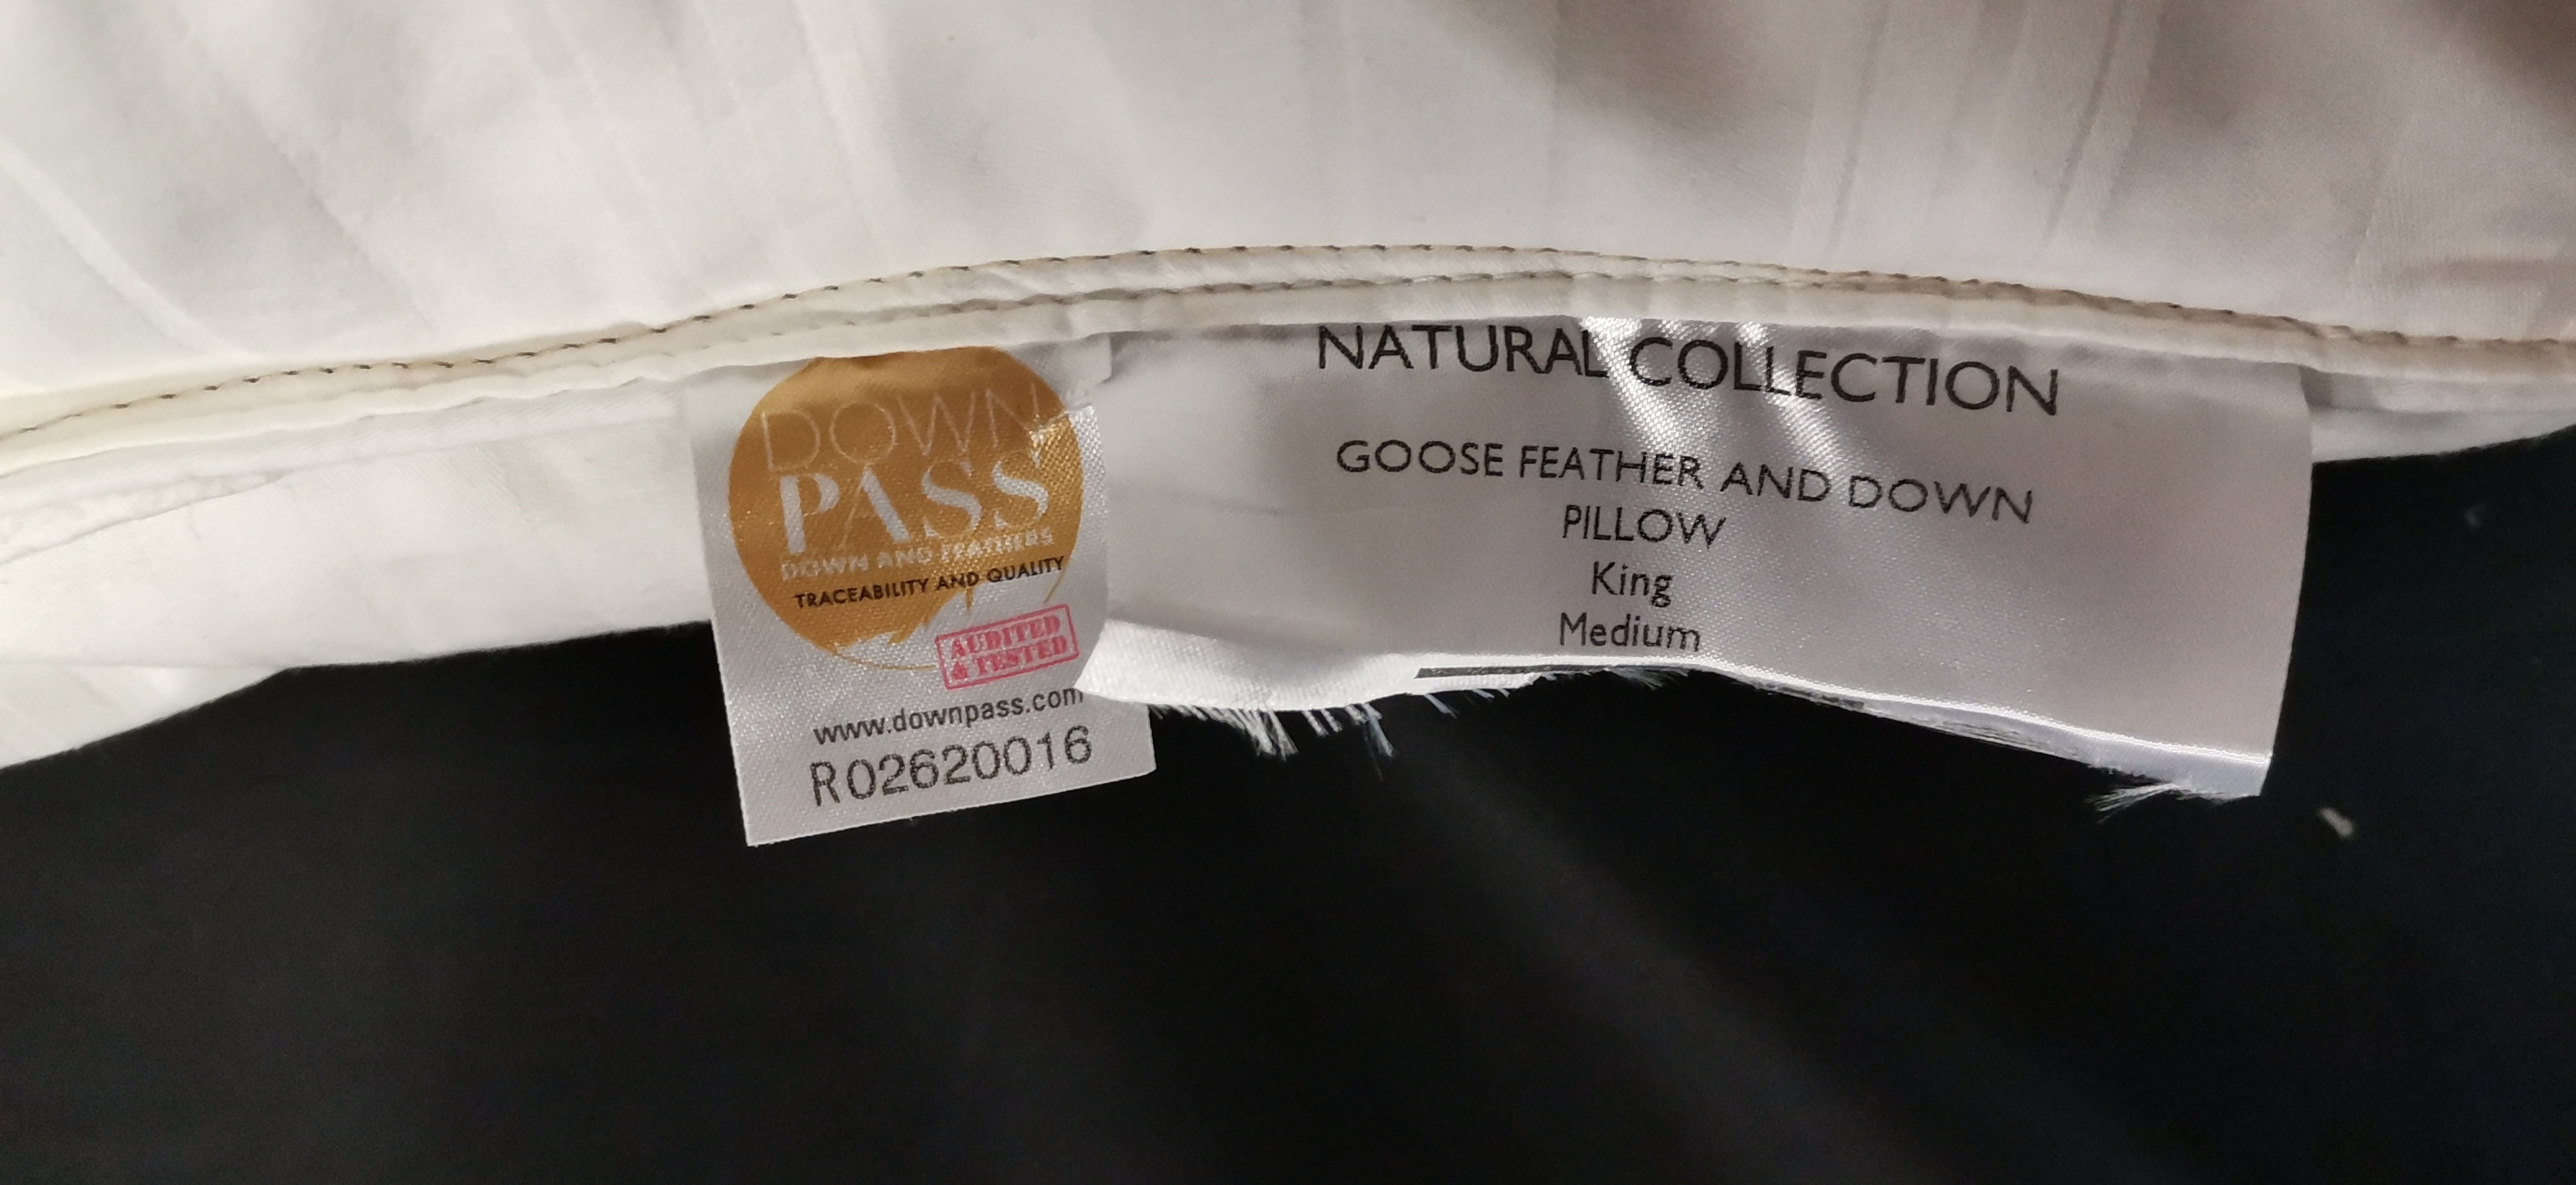 DOWN
PASS
DOWN AND FEATHERS
TRACEABILITY AND QUALITY
AUDITED
& TESTED
www.downpass.com
R02620016
NATURAL COLLECTION
GOOSE FEATHER AND DOWN
PILLOW
King
Medium